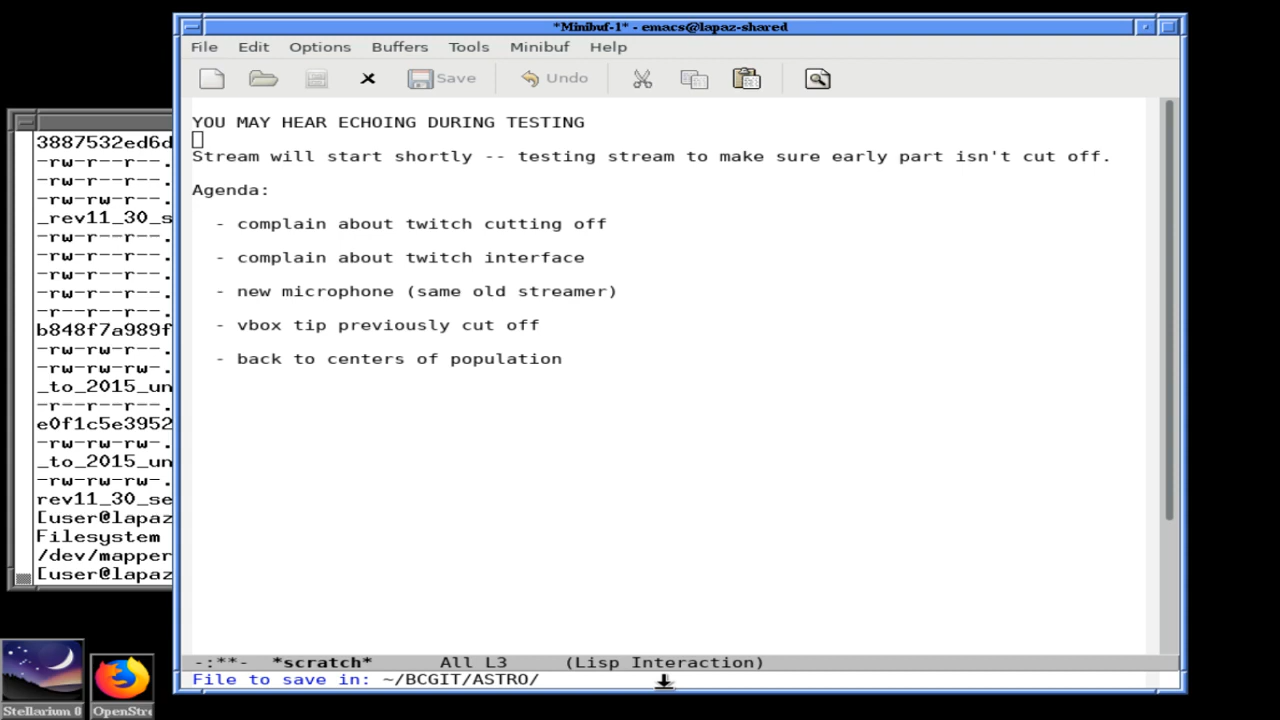 *Minibuf-1* - emacs@lapaz-shared
File Edit Options Buffers Tools Minibuf Help
Save Undo
YOU MAY HEAR ECHOING DURING TESTING
Stream will start shortly -- testing stream to make sure early part isn't cut off.
Agenda:
- complain about twitch cutting off
- complain about twitch interface
- new microphone (same old streamer)
- vbox tip previously cut off
- back to centers of population
-:**- *scratch* All L3 (Lisp Interaction)
File to save in: ~/BCGIT/ASTRO/
3887532ed6d
-rw-r--r--.
-rw-r--r--.
-rw-rw-r--.
_rev11_30_s
-rw-r--r--.
-rw-r--r--.
-rw-r--r--.
-rw-r--r--.
-r--r--r--.
b848f7a989f
-rw-rw-r--.
-rw-rw-rw-.
_to_2015_un
-r--r--r--.
e0f1c5e3952
-rw-rw-rw-.
_to_2015_un
-rw-rw-rw-.
rev11_30_se
[user@lapaz
Filesystem
/dev/mapper
[user@lapaz
Stellarium 0
OpenStre